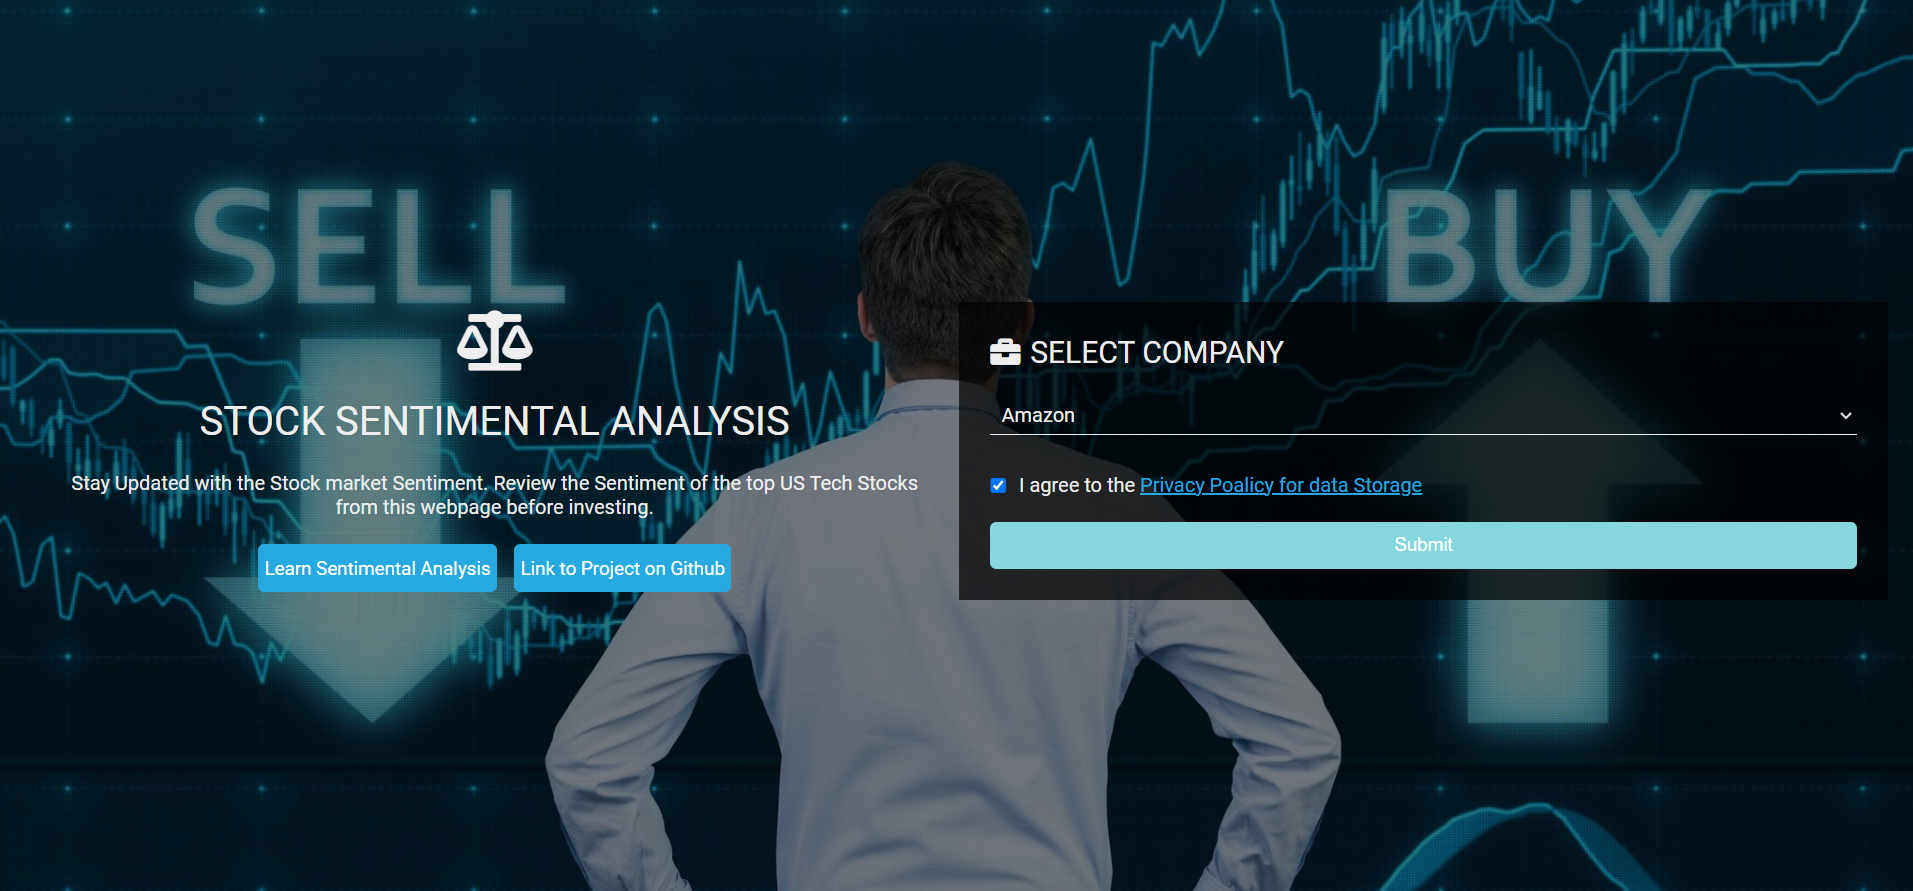 SELL
BUY
STOCK SENTIMENTAL ANALYSIS
Stay Updated with the Stock market Sentiment. Review the Sentiment of the top US Tech Stocks
from this webpage before investing.
Learn Sentimental Analysis
Link to Project on Github
SELECT COMPANY
Amazon
I agree to the Privacy Poalicy for data Storage
Submit